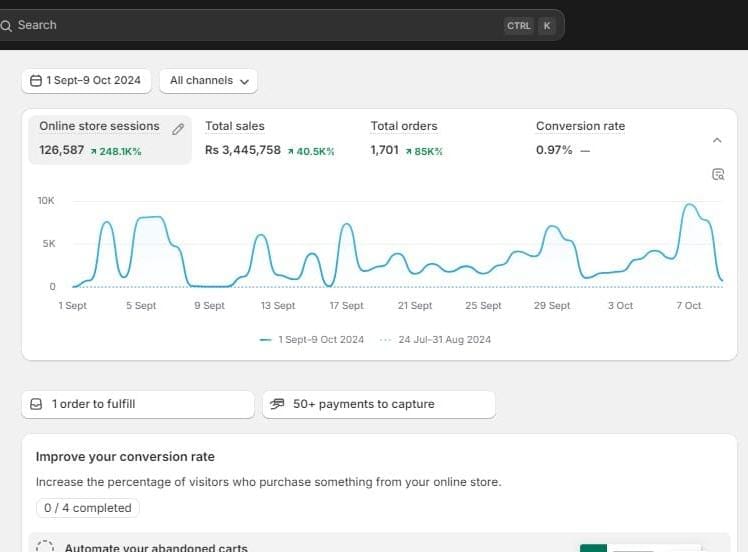 Search CTRL K
1 Sept–9 Oct 2024 All channels
Online store sessions Total sales Total orders Conversion rate
126,587 ↗ 248.1K% Rs 3,445,758 ↗ 40.5K% 1,701 ↗ 85K% 0.97% —
10K
5K
0
1 Sept 5 Sept 9 Sept 13 Sept 17 Sept 21 Sept 25 Sept 29 Sept 3 Oct 7 Oct
1 Sept–9 Oct 2024 24 Jul–31 Aug 2024
1 order to fulfill 50+ payments to capture
Improve your conversion rate
Increase the percentage of visitors who purchase something from your online store.
0 / 4 completed
Automate your abandoned carts